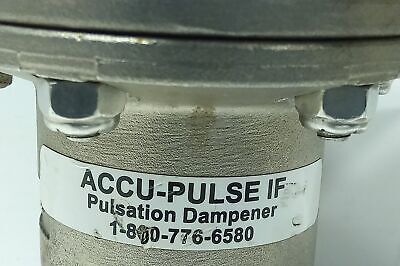 ACCU-PULSE IF
Pulsation Dampener
1-800-776-6580